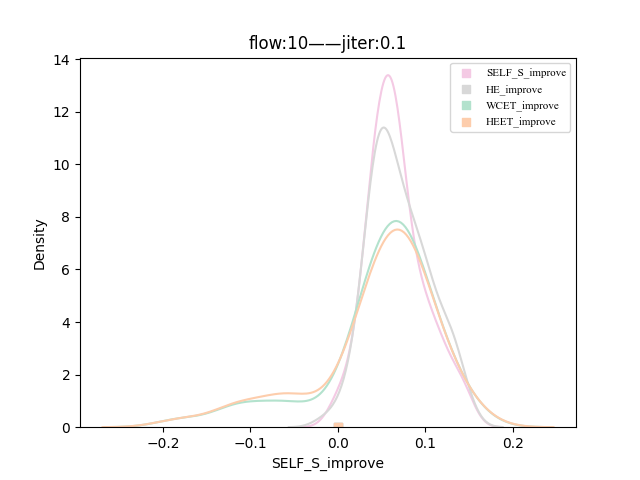 flow:10——jiter:0.1
14
12
10
8
6
4
2
0
Density
SELF_S_improve
HE_improve
WCET_improve
HEET_improve
−0.2 −0.1 0.0 0.1 0.2
SELF_S_improve